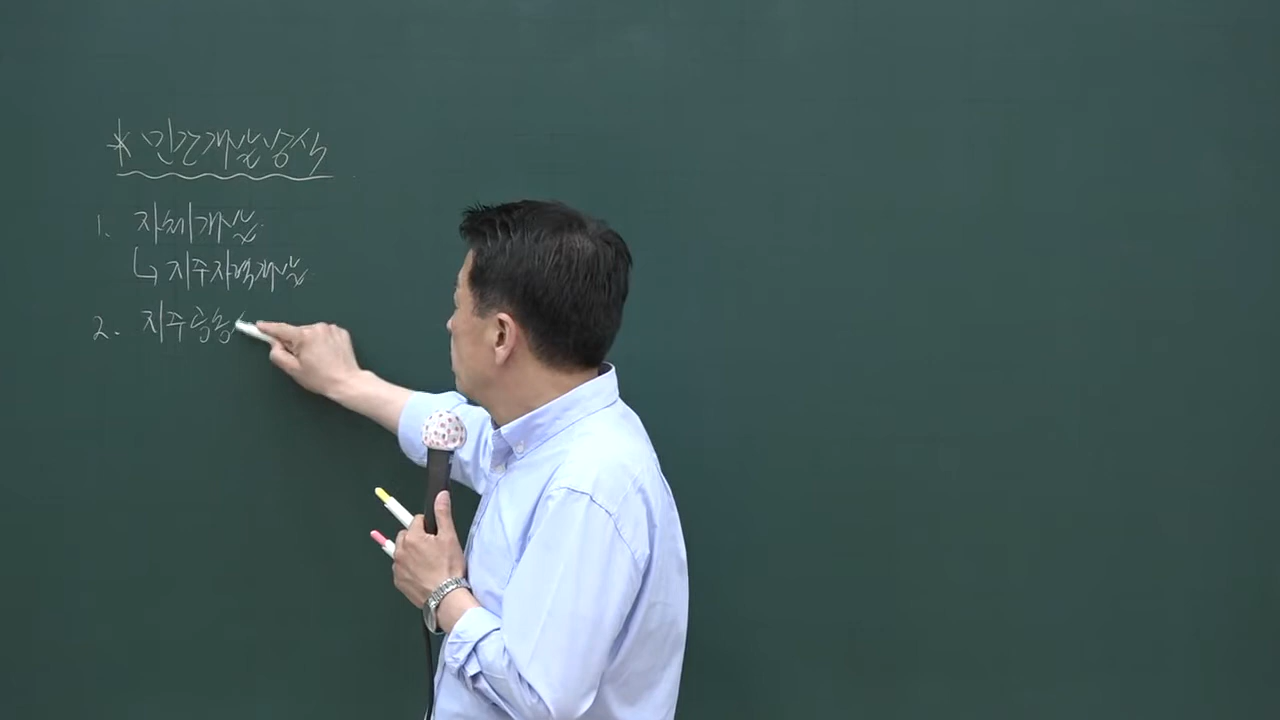 * 민간개발방식
1. 자체개발
↳ 지주자력개발
2. 지주공동